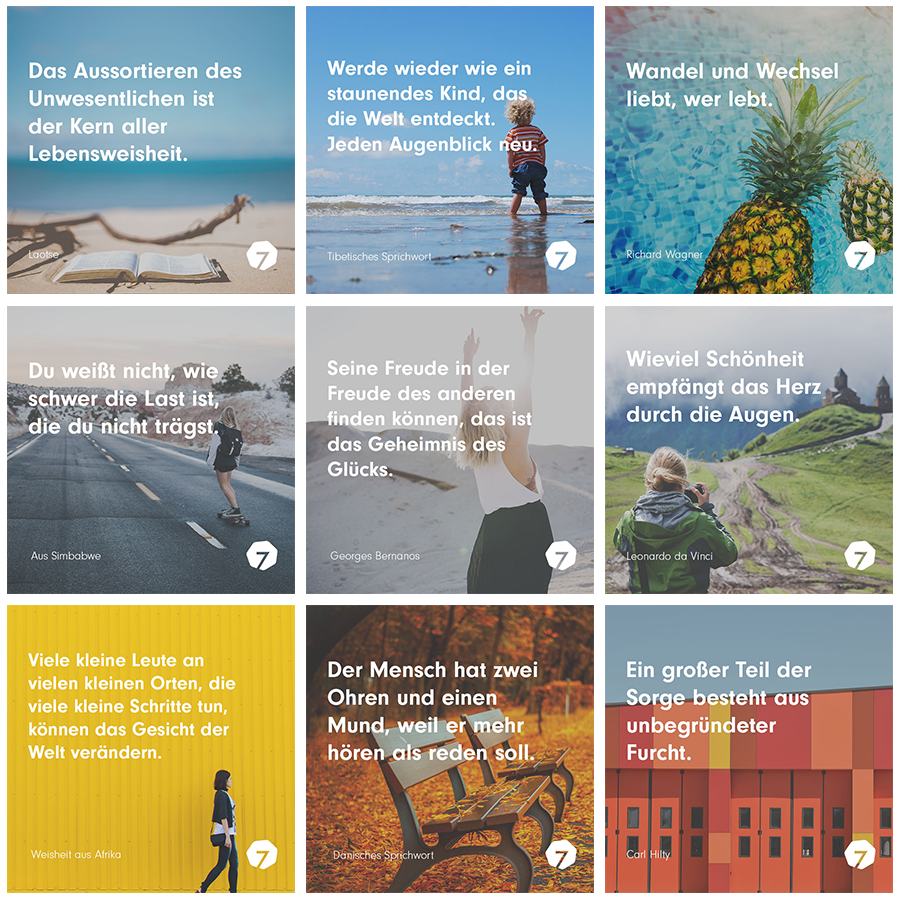 Das Aussortieren des
Unwesentlichen ist
der Kern aller
Lebensweisheit.
Laotse
7
Werde wieder wie ein
staunendes Kind, das
die Welt entdeckt.
Jeden Augenblick neu.
Tibetisches Sprichwort
7
Wandel und Wechsel
liebt, wer lebt.
Richard Wagner
7
Du weißt nicht, wie
schwer die Last ist,
die du nicht trägst.
Aus Simbabwe
7
Seine Freude in der
Freude des anderen
finden können, das ist
das Geheimnis des
Glücks.
Georges Bernanos
7
Wieviel Schönheit
empfängt das Herz
durch die Augen.
Leonardo da Vinci
7
Viele kleine Leute an
vielen kleinen Orten, die
viele kleine Schritte tun,
können das Gesicht der
Welt verändern.
Weisheit aus Afrika
7
Der Mensch hat zwei
Ohren und einen
Mund, weil er mehr
hören als reden soll.
Dänisches Sprichwort
7
Ein großer Teil der
Sorge besteht aus
unbegründeter
Furcht.
Carl Hilty
7